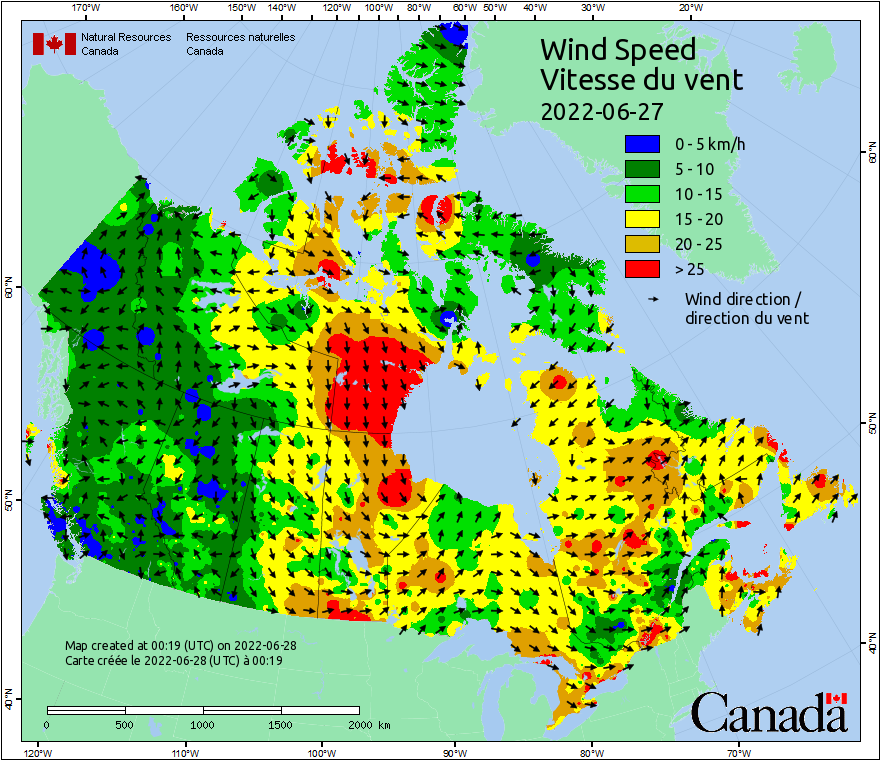 170°W 160°W 150°W 140°W 120°W 100°W 80°W 60°W 50°W 40°W 30°W 20°W
Natural Resources Ressources naturelles
Canada Canada
Wind Speed
Vitesse du vent
2022-06-27
0 - 5 km/h
5 - 10
10 - 15
15 - 20
20 - 25
> 25
Wind direction /
direction du vent
60°N
50°N
40°N
60°N
50°N
40°N
Map created at 00:19 (UTC) on 2022-06-28
Carte créée le 2022-06-28 (UTC) à 00:19
0 500 1000 1500 2000 km
Canada
120°W 110°W 100°W 90°W 80°W 70°W